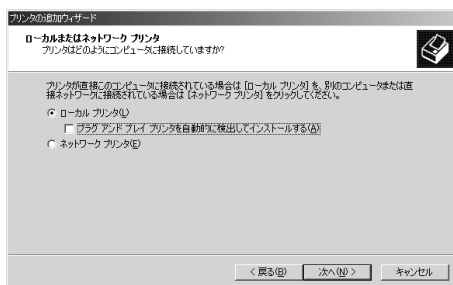 プリンタの追加ウィザード
ローカルまたはネットワーク プリンタ
プリンタはどのようにコンピュータに接続していますか?
プリンタが直接このコンピュータに接続されている場合は [ローカル プリンタ] を、別のコンピュータまたは直
接ネットワークに接続されている場合は [ネットワーク プリンタ] をクリックしてください。
ローカル プリンタ(L)
プラグ アンド プレイ プリンタを自動的に検出してインストールする(A)
ネットワーク プリンタ(E)
< 戻る(B)
次へ(N) >
キャンセル